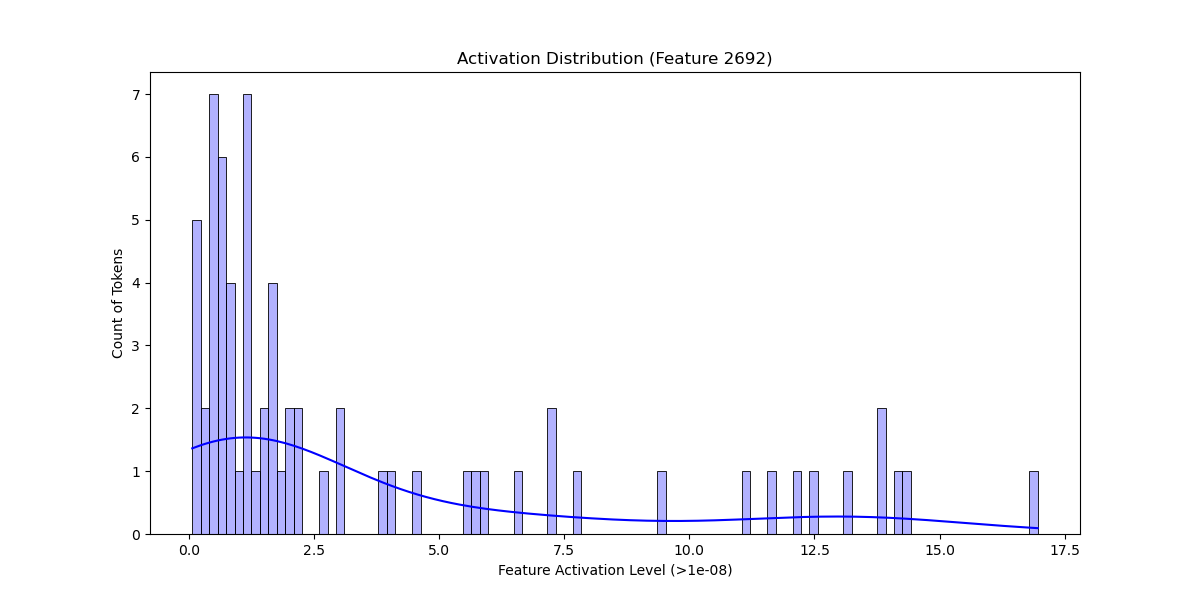 Activation Distribution (Feature 2692)
Count of Tokens
7
6
5
4
3
2
1
0
0.0 2.5 5.0 7.5 10.0 12.5 15.0 17.5
Feature Activation Level (>1e-08)